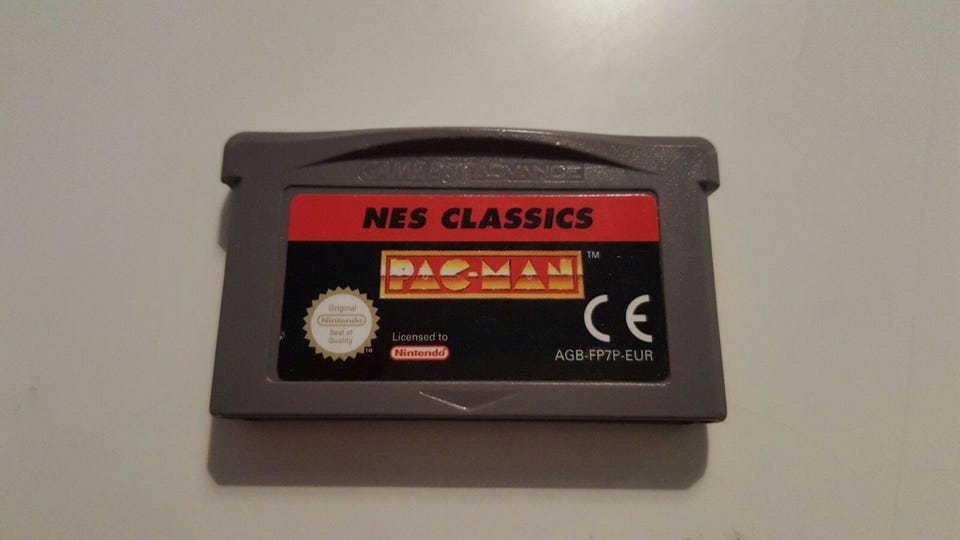 GAME BOY ADVANCE
NES CLASSICS
PAC-MAN TM
CE
Original
Nintendo
Seal of
Quality TM
Licensed to
Nintendo
AGB-FP7P-EUR